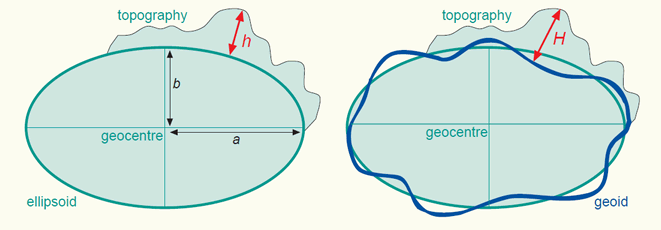 topography
h
b
geocentre
a
ellipsoid
topography
H
geocentre
geoid